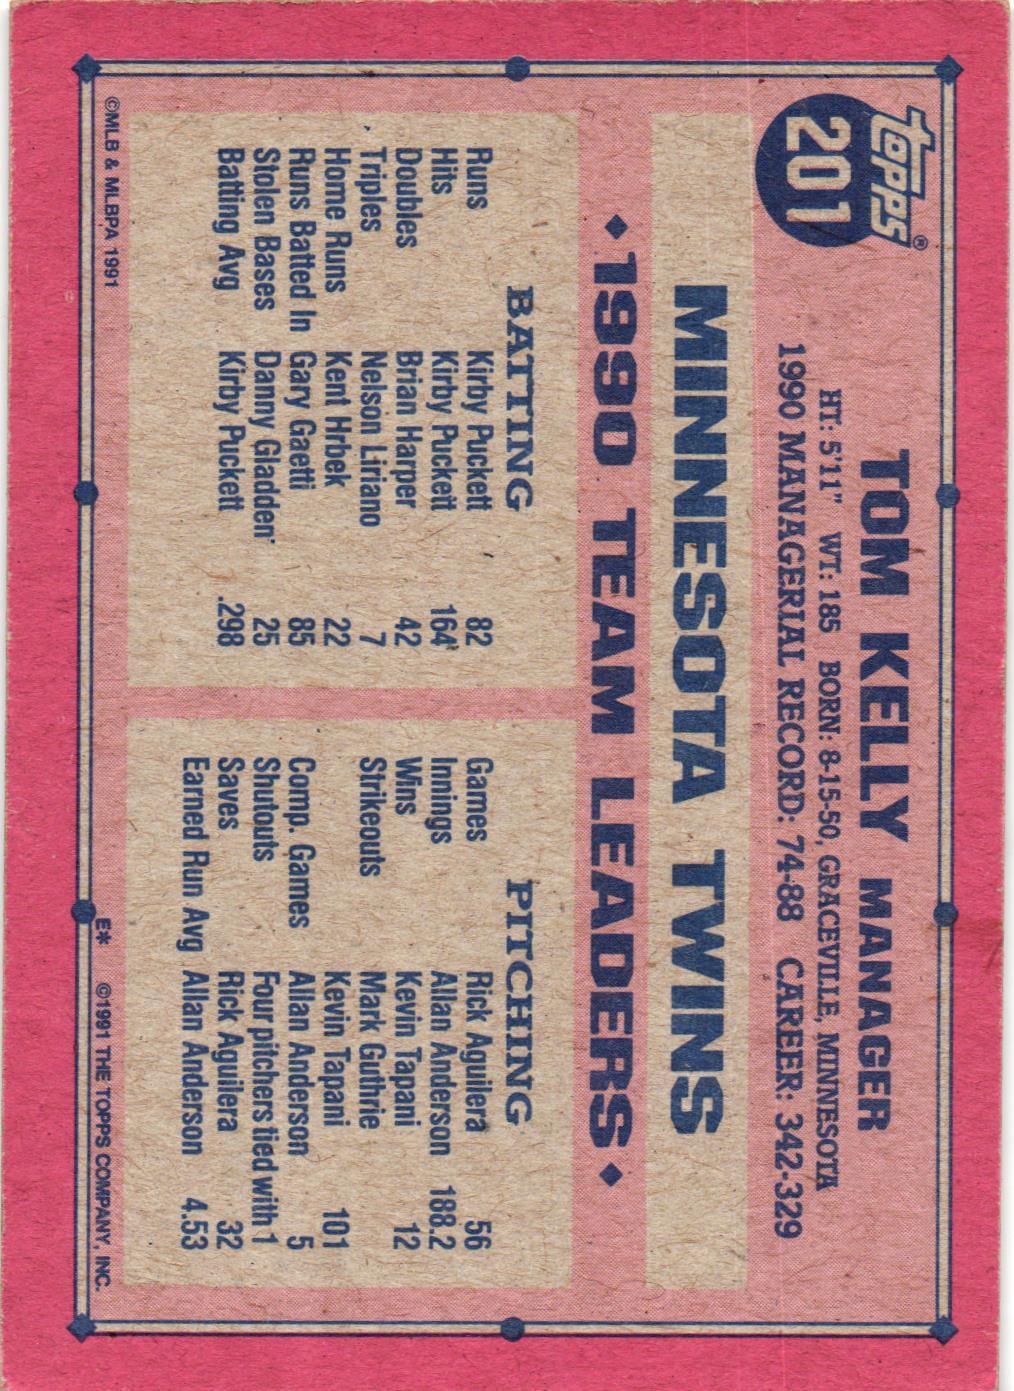 topps®
201
TOM KELLY MANAGER
HT: 5'11" WT: 185 BORN: 8-15-50, GRACEVILLE, MINNESOTA
1990 MANAGERIAL RECORD: 74-88 CAREER: 342-329
MINNESOTA TWINS
◆ 1990 TEAM LEADERS ◆
BATTING
Runs Kirby Puckett 82
Hits Kirby Puckett 164
Doubles Brian Harper 42
Triples Nelson Liriano 7
Home Runs Kent Hrbek 22
Runs Batted In Gary Gaetti 85
Stolen Bases Danny Gladden 25
Batting Avg Kirby Puckett .298
PITCHING
Games Rick Aguilera 56
Innings Allan Anderson 188.2
Wins Kevin Tapani 12
Strikeouts Mark Guthrie
Kevin Tapani 101
Comp. Games Allan Anderson 5
Shutouts Four pitchers tied with 1
Saves Rick Aguilera 32
Earned Run Avg Allan Anderson 4.53
©MLB & MLBPA 1991
E* ©1991 THE TOPPS COMPANY, INC.